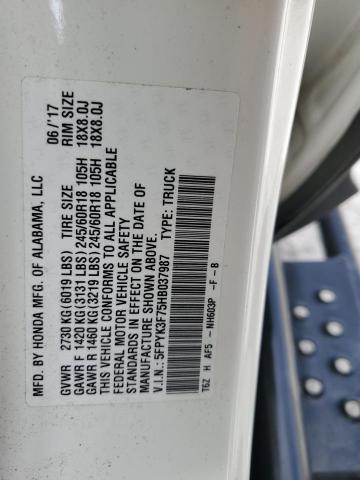 MFD. BY HONDA MFG. OF ALABAMA, LLC 06/'17
TIRE SIZE RIM SIZE
GVWR 2730 KG(6019 LBS)
GAWR F 1420 KG(3131 LBS) 245/60R18 105H 18X8.0J
GAWR R 1460 KG(3219 LBS) 245/60R18 105H 18X8.0J
THIS VEHICLE CONFORMS TO ALL APPLICABLE
FEDERAL MOTOR VEHICLE SAFETY
STANDARDS IN EFFECT ON THE DATE OF
MANUFACTURE SHOWN ABOVE.
V.I.N.: 5FPYK3F75HB037987 TYPE: TRUCK
T6Z H AF5 -NH603P -F -B